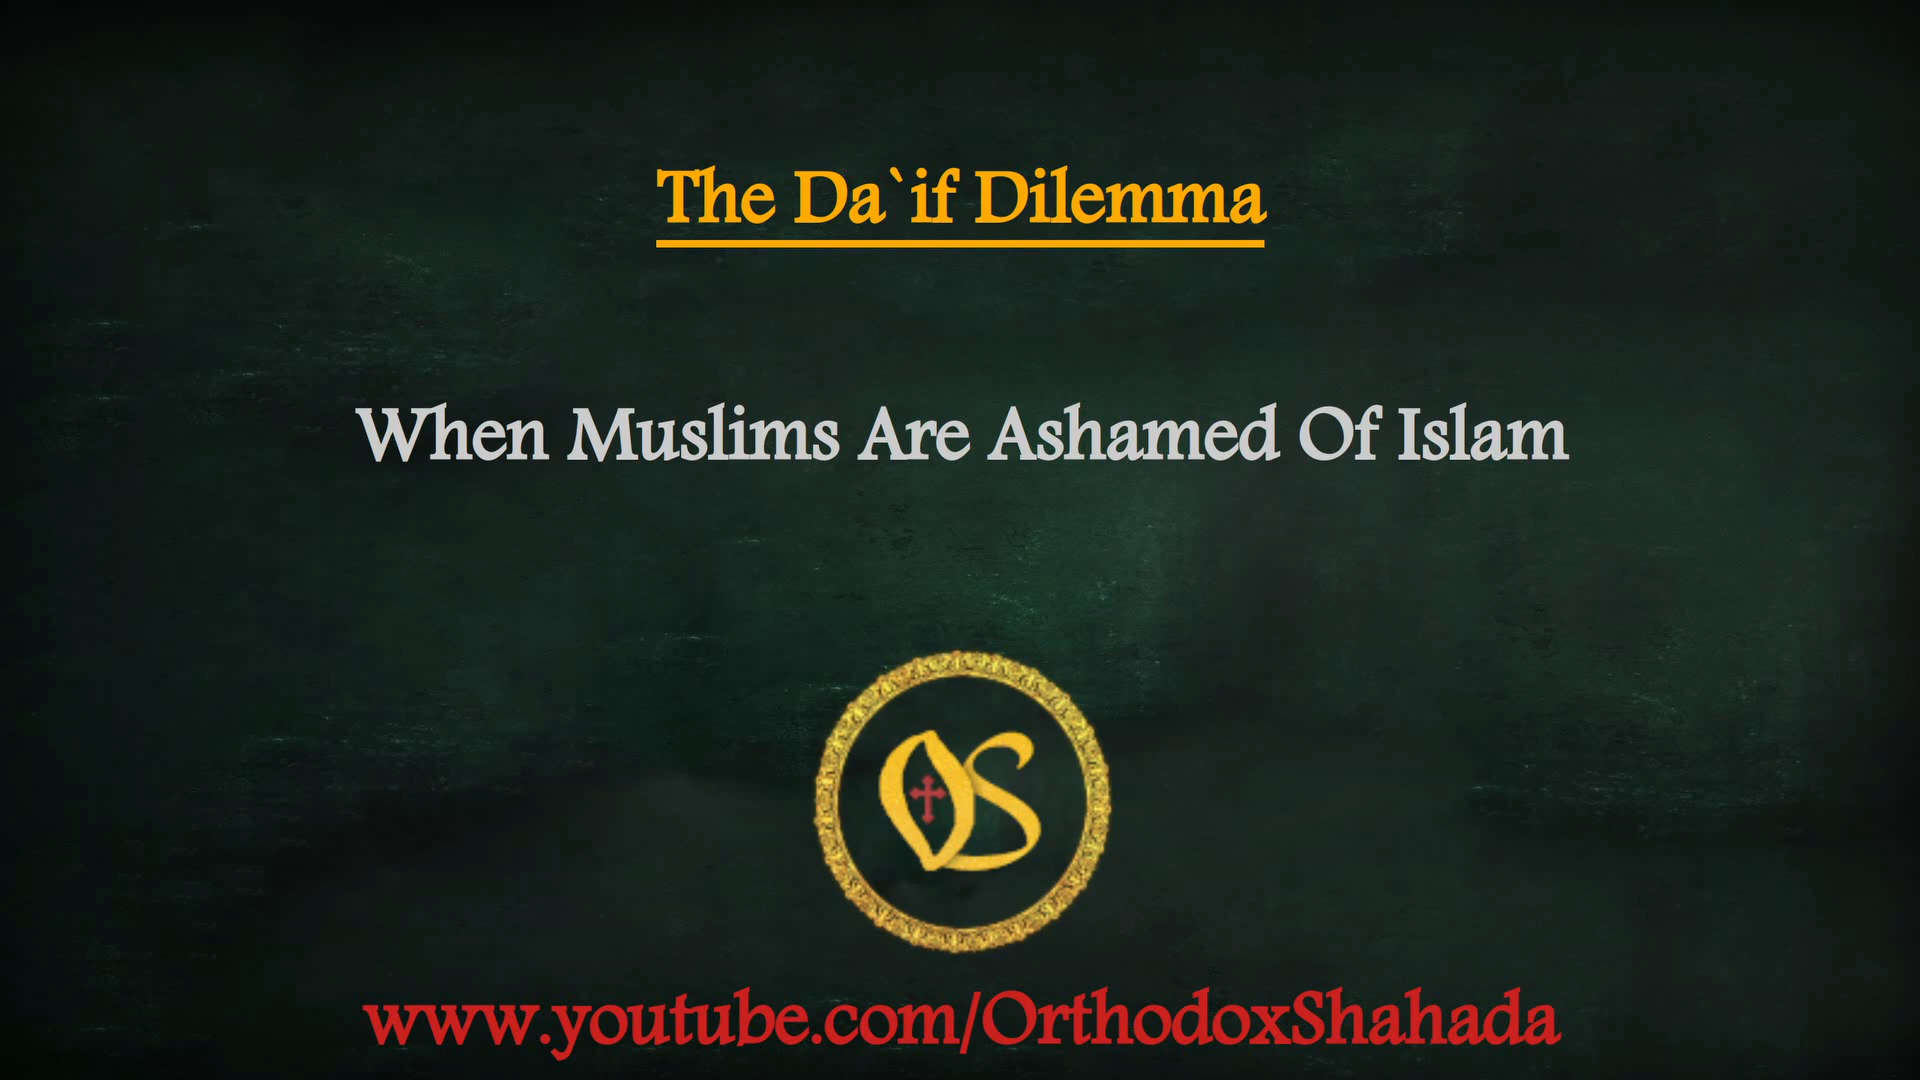 The Da`if Dilemma
When Muslims Are Ashamed Of Islam
OS
www.youtube.com/OrthodoxShahada